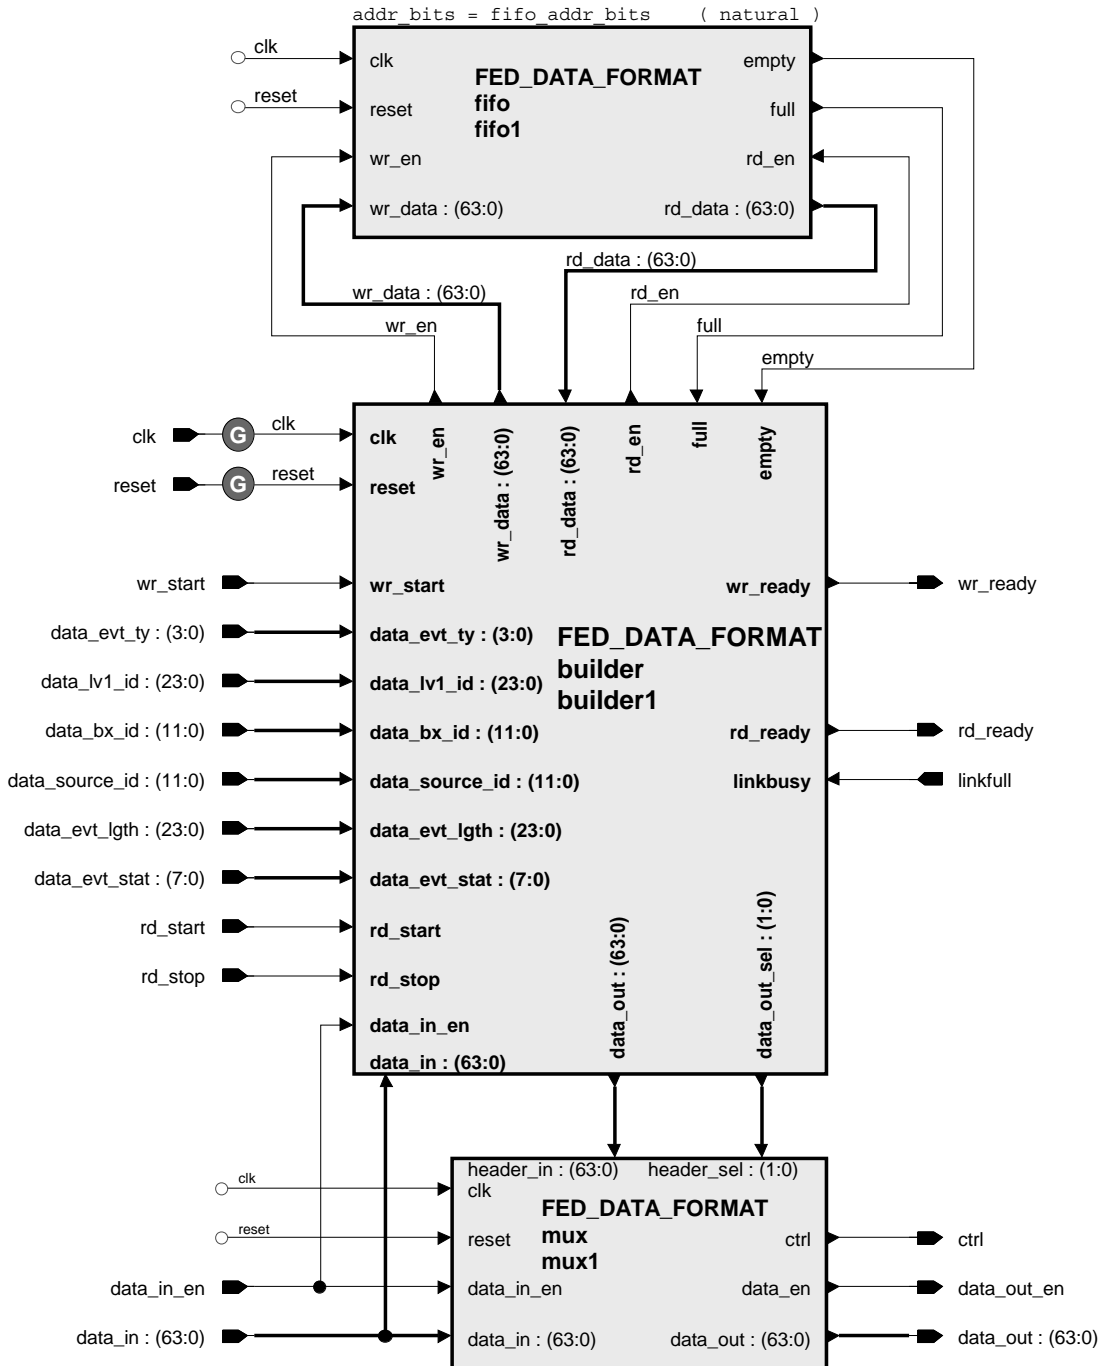 addr_bits = fifo_addr_bits ( natural )
clk
clk
empty
FED_DATA_FORMAT
fifo
fifo1
reset
reset
full
wr_en
rd_en
wr_data : (63:0)
rd_data : (63:0)
rd_data : (63:0)
wr_data : (63:0)
rd_en
wr_en
full
empty
clk
G
clk
clk
reset
G
reset
reset
wr_en
wr_data : (63:0)
rd_data : (63:0)
rd_en
full
empty
wr_start
wr_start
wr_ready
wr_ready
data_evt_ty : (3:0)
data_evt_ty : (3:0)
FED_DATA_FORMAT
builder
builder1
data_lv1_id : (23:0)
data_lv1_id : (23:0)
data_bx_id : (11:0)
data_bx_id : (11:0)
rd_ready
rd_ready
data_source_id : (11:0)
data_source_id : (11:0)
linkbusy
linkfull
data_evt_lgth : (23:0)
data_evt_lgth : (23:0)
data_evt_stat : (7:0)
data_evt_stat : (7:0)
rd_start
rd_start
rd_stop
rd_stop
data_in_en
data_in : (63:0)
data_out : (63:0)
data_out_sel : (1:0)
header_in : (63:0)
header_sel : (1:0)
clk
clk
FED_DATA_FORMAT
mux
mux1
reset
reset
ctrl
ctrl
data_in_en
data_in_en
data_en
data_out_en
data_in : (63:0)
data_in : (63:0)
data_out : (63:0)
data_out : (63:0)